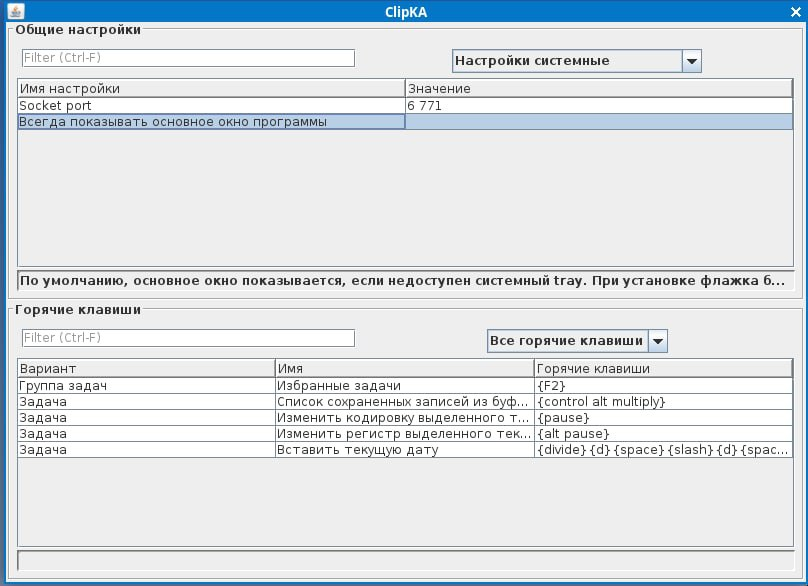 ClipKA
Общие настройки
Filter (Ctrl-F)
Настройки системные
Имя настройки Значение
Socket port 6 771
Всегда показывать основное окно программы
По умолчанию, основное окно показывается, если недоступен системный tray. При установке флажка б...
Горячие клавиши
Filter (Ctrl-F)
Все горячие клавиши
Вариант Имя Горячие клавиши
Группа задач Избранные задачи {F2}
Задача Список сохраненных записей из буф... {control alt multiply}
Задача Изменить кодировку выделенного т... {pause}
Задача Изменить регистр выделенного тек... {alt pause}
Задача Вставить текущую дату {divide} {d} {space} {slash} {d} {spac...